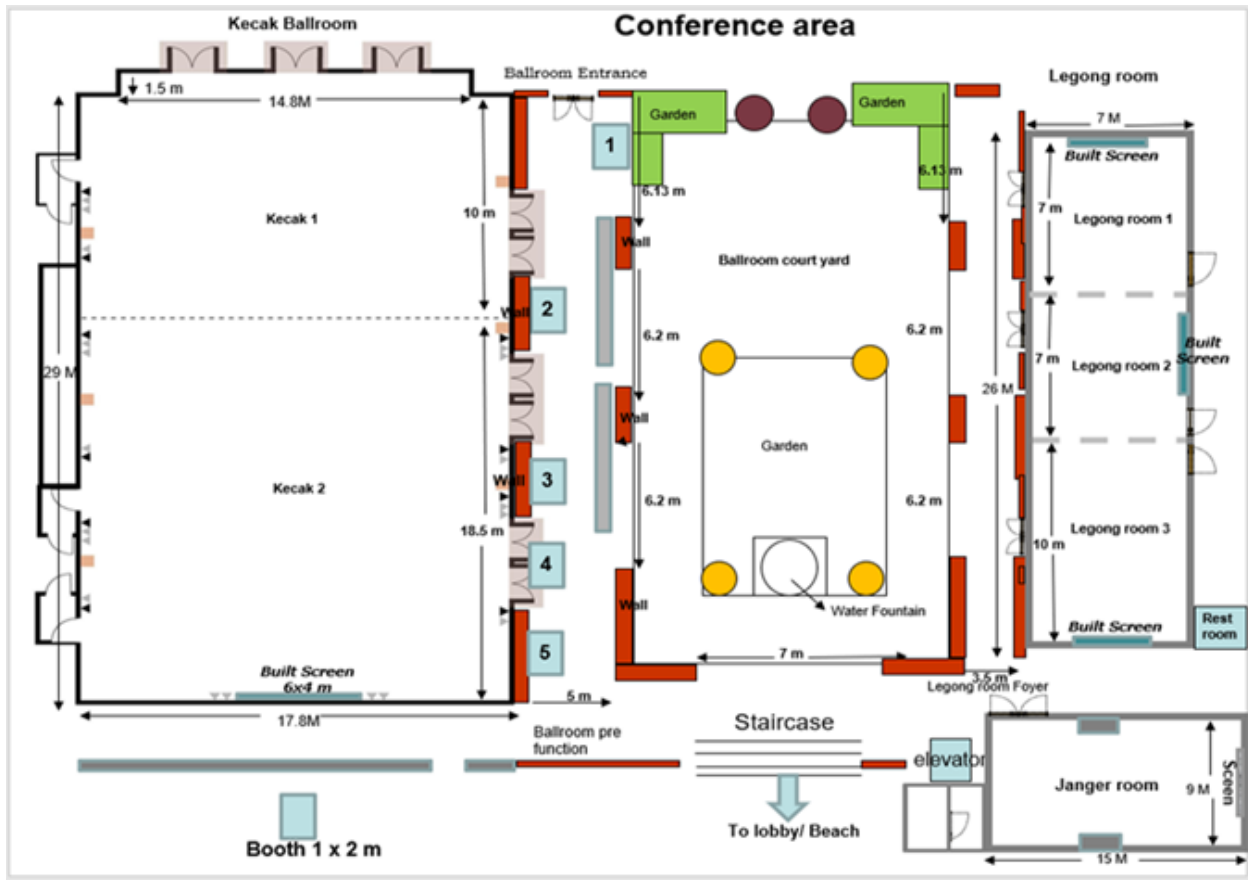 Conference area
Kecak Ballroom
Ballroom Entrance
Legong room
1.5 m
14.8M
Garden
Garden
7 M
Built Screen
1
6.13 m
6.13 m
Kecak 1
10 m
7 m
Legong room 1
Wall
Ballroom court yard
2
Wall
6.2 m
6.2 m
Built
Screen
7 m
Legong room 2
29 M
26 M
Wall
Garden
Kecak 2
Wall
3
6.2 m
6.2 m
18.5 m
Legong room 3
10 m
4
Wall
Water Fountain
Built Screen
Rest
room
5
7 m
Built Screen
6x4 m
3.5 m
Legong room Foyer
5 m
17.8M
Ballroom pre
function
Staircase
elevator
Janger room
9 M
Sceen
To lobby/ Beach
Booth 1 x 2 m
15 M